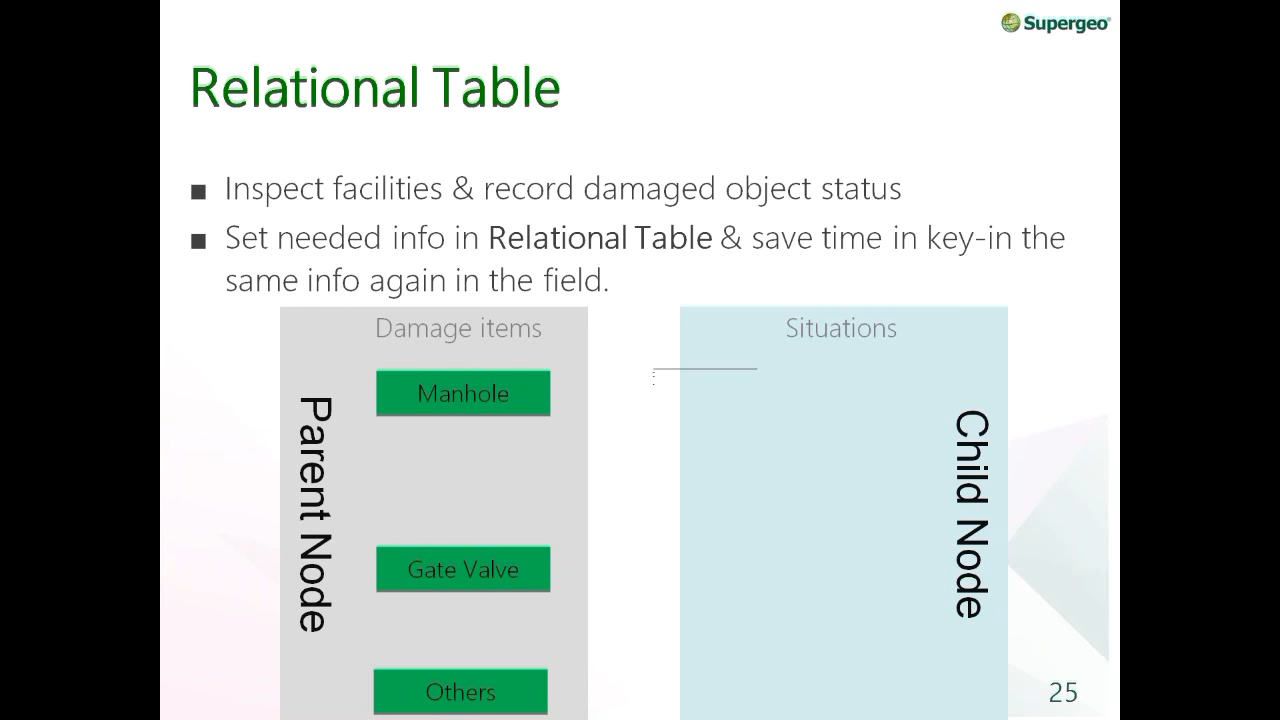 Supergeo
Relational Table
Inspect facilities & record damaged object status
Set needed info in Relational Table & save time in key-in the
same info again in the field.
Damage items
Situations
Manhole
Parent Node
Child Node
Gate Valve
Others
25